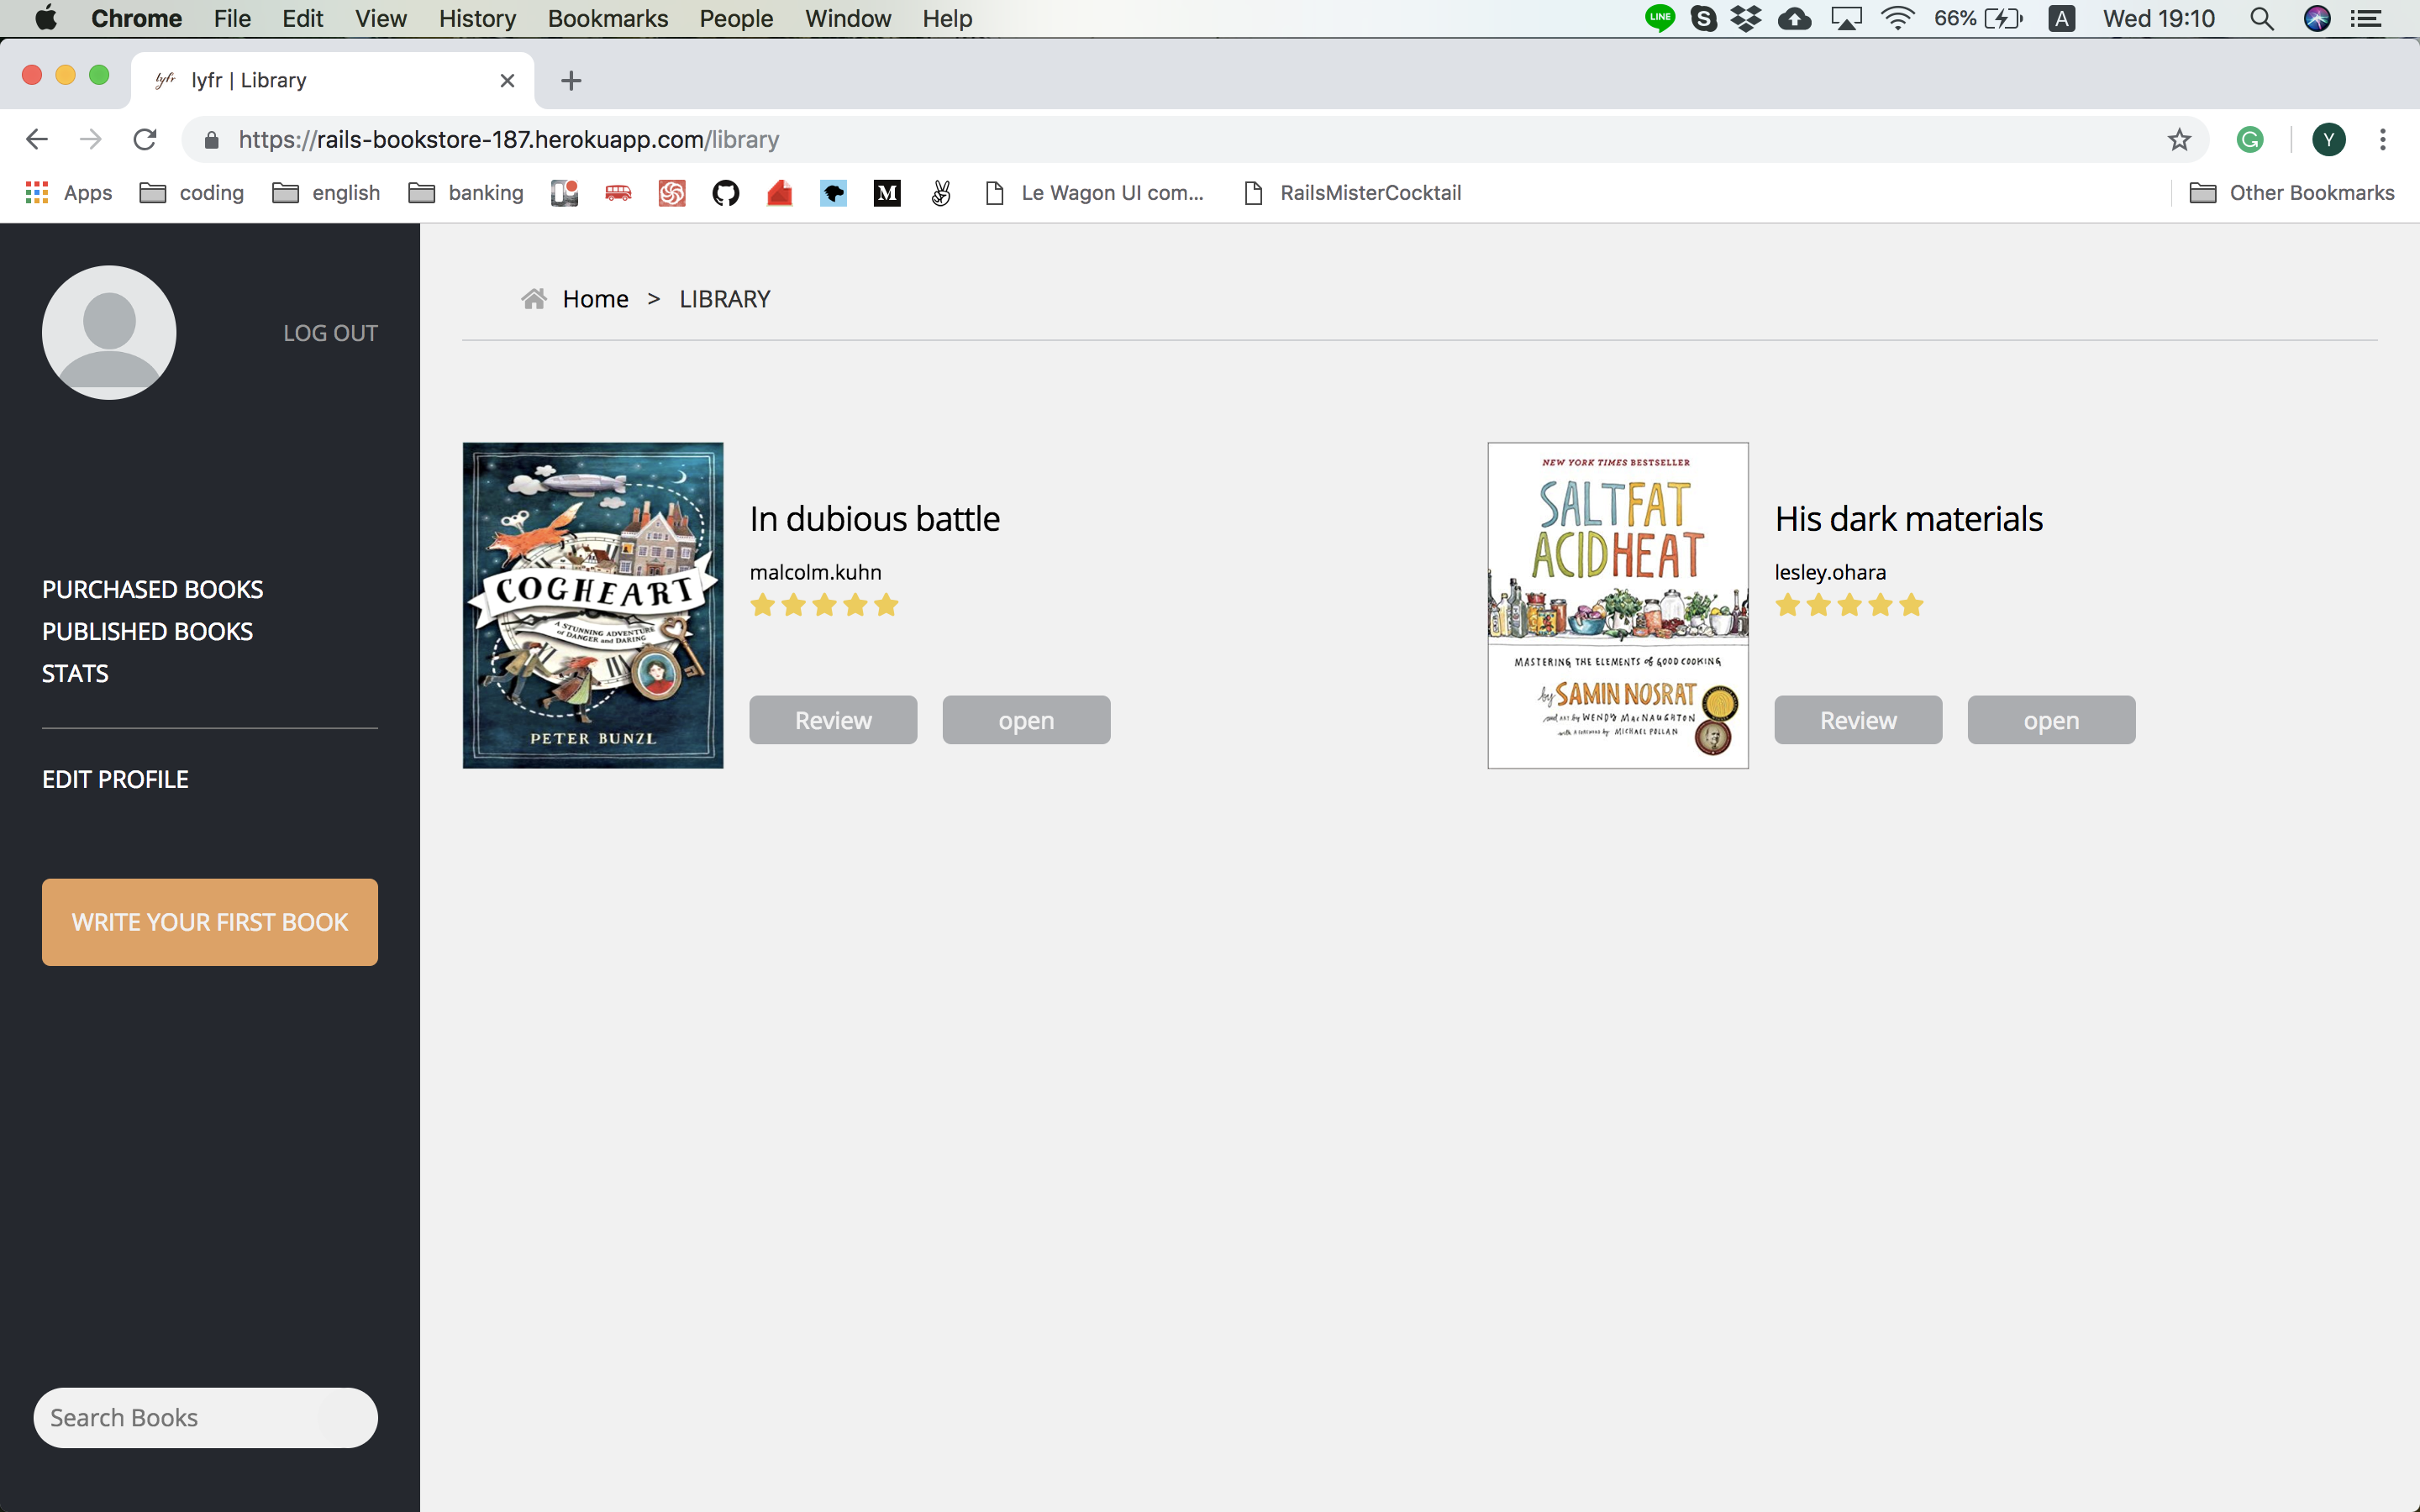 Chrome File Edit View History Bookmarks People Window Help LINE S 66% A Wed 19:10
lyfr lyfr | Library
https://rails-bookstore-187.herokuapp.com/library G Y
Apps coding english banking M Le Wagon UI com... RailsMisterCocktail Other Bookmarks
LOG OUT
PURCHASED BOOKS
PUBLISHED BOOKS
STATS
EDIT PROFILE
WRITE YOUR FIRST BOOK
Search Books
Home > LIBRARY
COGHEART
A STUNNING ADVENTURE
of DANGER and DARING
PETER BUNZL
In dubious battle
malcolm.kuhn
Review open
NEW YORK TIMES BESTSELLER
SALT FAT
ACID HEAT
MASTERING THE ELEMENTS of GOOD COOKING
by SAMIN NOSRAT
and ART by WENDY MACNAUGHTON
with a foreword by MICHAEL POLLAN
His dark materials
lesley.ohara
Review open